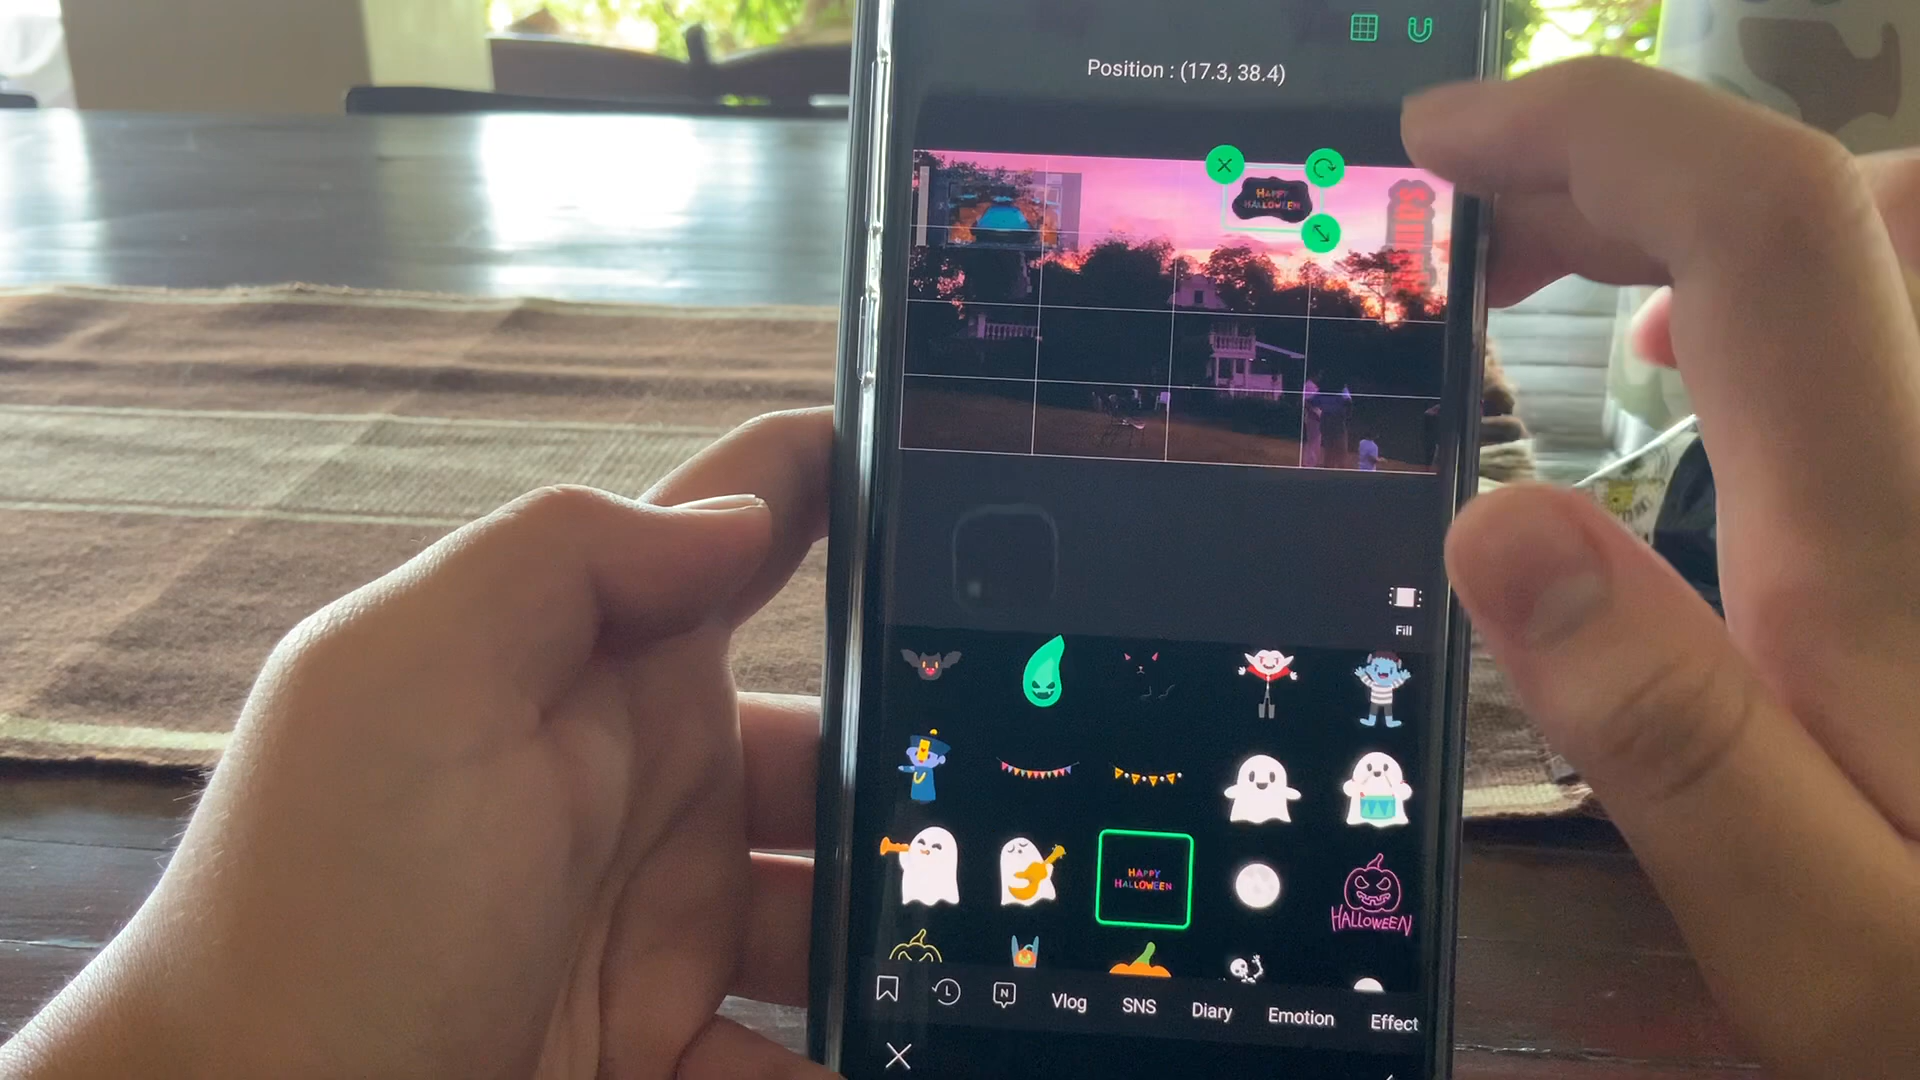 Position : (17.3, 38.4)
HAPPY
HALLOWEEN
Fill
HAPPY
HALLOWEEN
HALLOWEEN
N
Vlog
SNS
Diary
Emotion
Effect